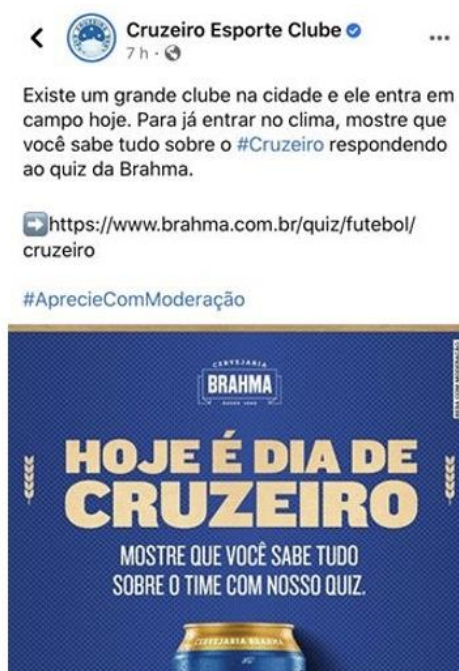 Cruzeiro Esporte Clube
7 h ·
Existe um grande clube na cidade e ele entra em
campo hoje. Para já entrar no clima, mostre que
você sabe tudo sobre o #Cruzeiro respondendo
ao quiz da Brahma.
https://www.brahma.com.br/quiz/futebol/
cruzeiro
#AprecieComModeração
CERVEJARIA
BRAHMA
HOJE É DIA DE
CRUZEIRO
MOSTRE QUE VOCÊ SABE TUDO
SOBRE O TIME COM NOSSO QUIZ.
CERVEJARIA BRAHMA